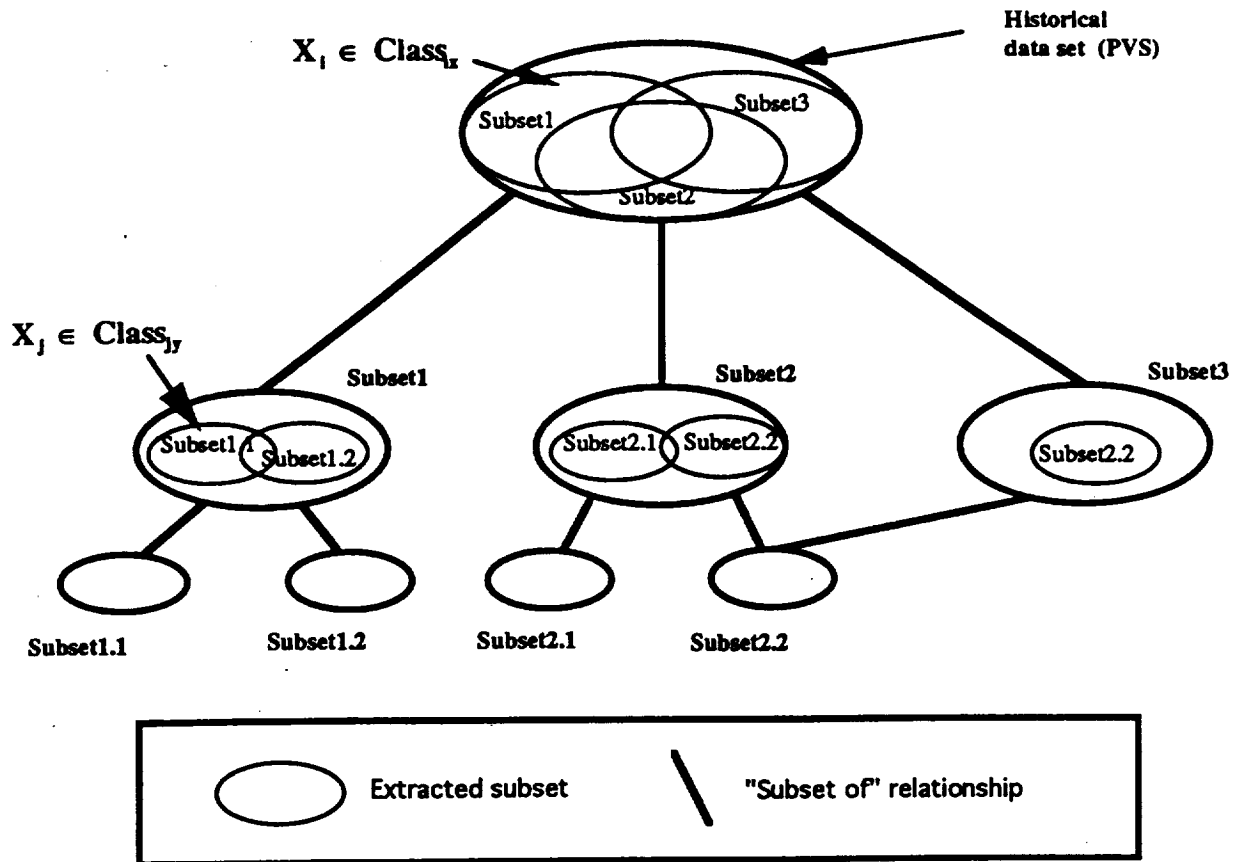 Historical
data set (PVS)
X_i ∈ Class_ix
Subset1
Subset3
Subset2
X_j ∈ Class_jy
Subset1
Subset2
Subset3
Subset1.1
Subset1.2
Subset2.1
Subset2.2
Subset2.2
Subset1.1
Subset1.2
Subset2.1
Subset2.2
Extracted subset
"Subset of" relationship